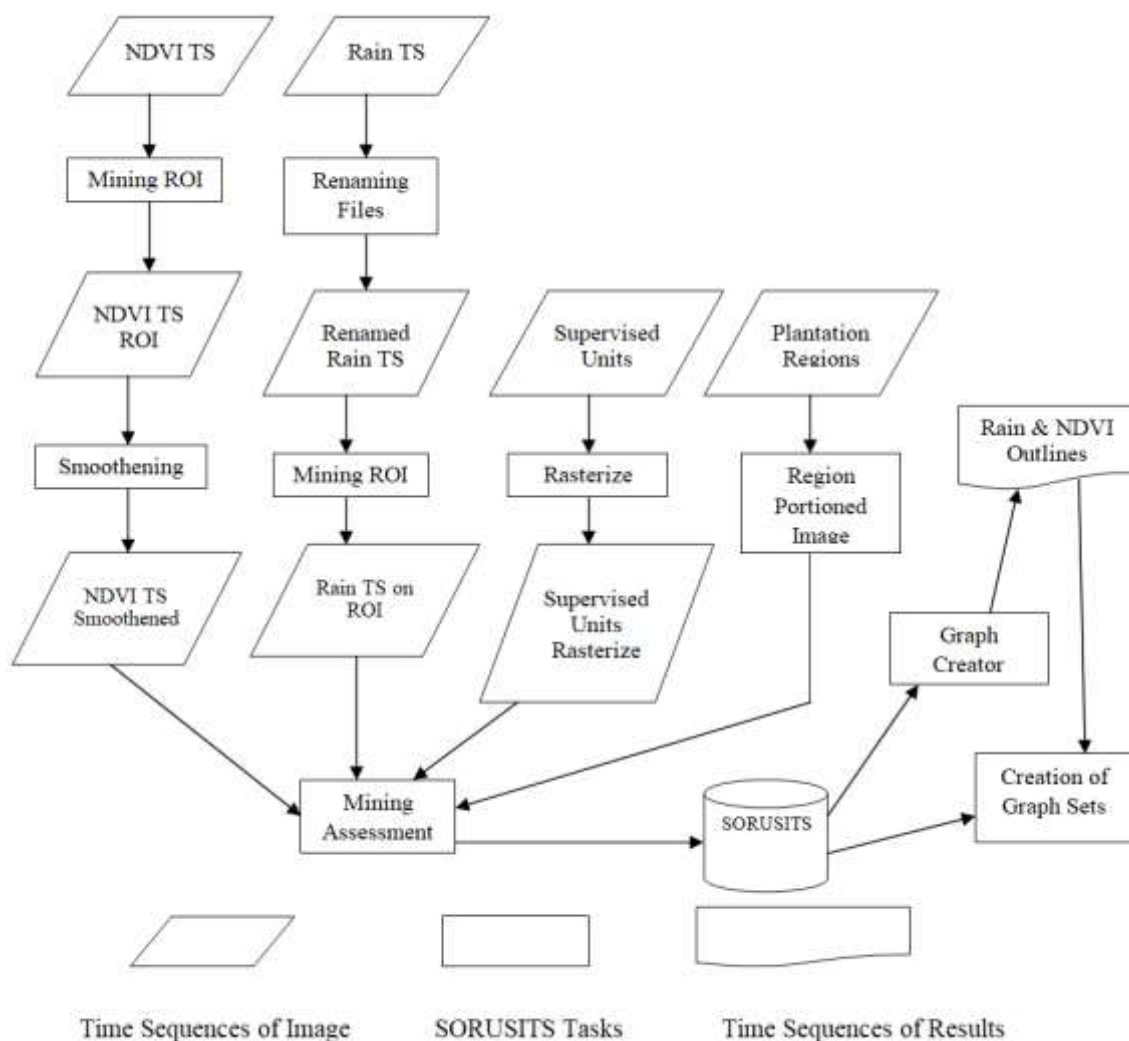 NDVI TS
Rain TS
Mining ROI
Renaming
Files
NDVI TS
ROI
Renamed
Rain TS
Supervised
Units
Plantation
Regions
Rain & NDVI
Outlines
Smoothening
Mining ROI
Rasterize
Region
Portioned
Image
NDVI TS
Smoothened
Rain TS on
ROI
Supervised
Units
Rasterize
Graph
Creator
Mining
Assessment
SORUSITS
Creation of
Graph Sets
Time Sequences of Image
SORUSITS Tasks
Time Sequences of Results